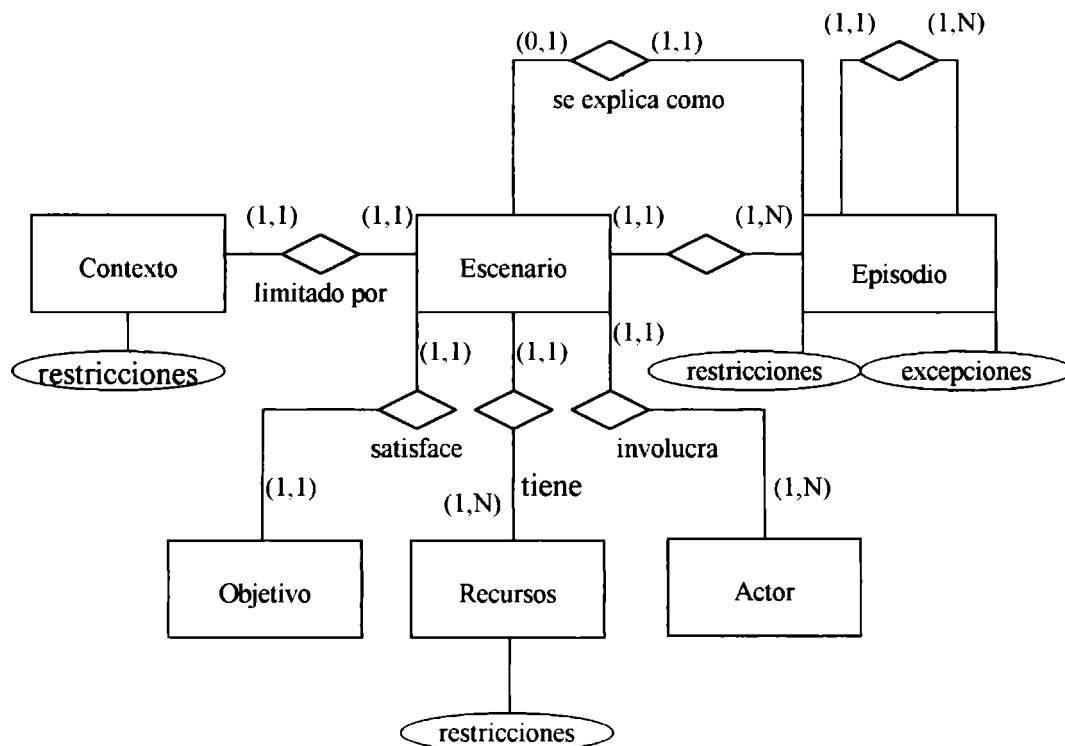 (0,1) (1,1) (1,1) (1,N)
se explica como
(1,1) (1,1) (1,1) (1,N)
Contexto Escenario Episodio
limitado por
(1,1) (1,1) (1,1)
restricciones restricciones excepciones
satisface involucra
(1,1) (1,N) tiene (1,N)
Objetivo Recursos Actor
restricciones